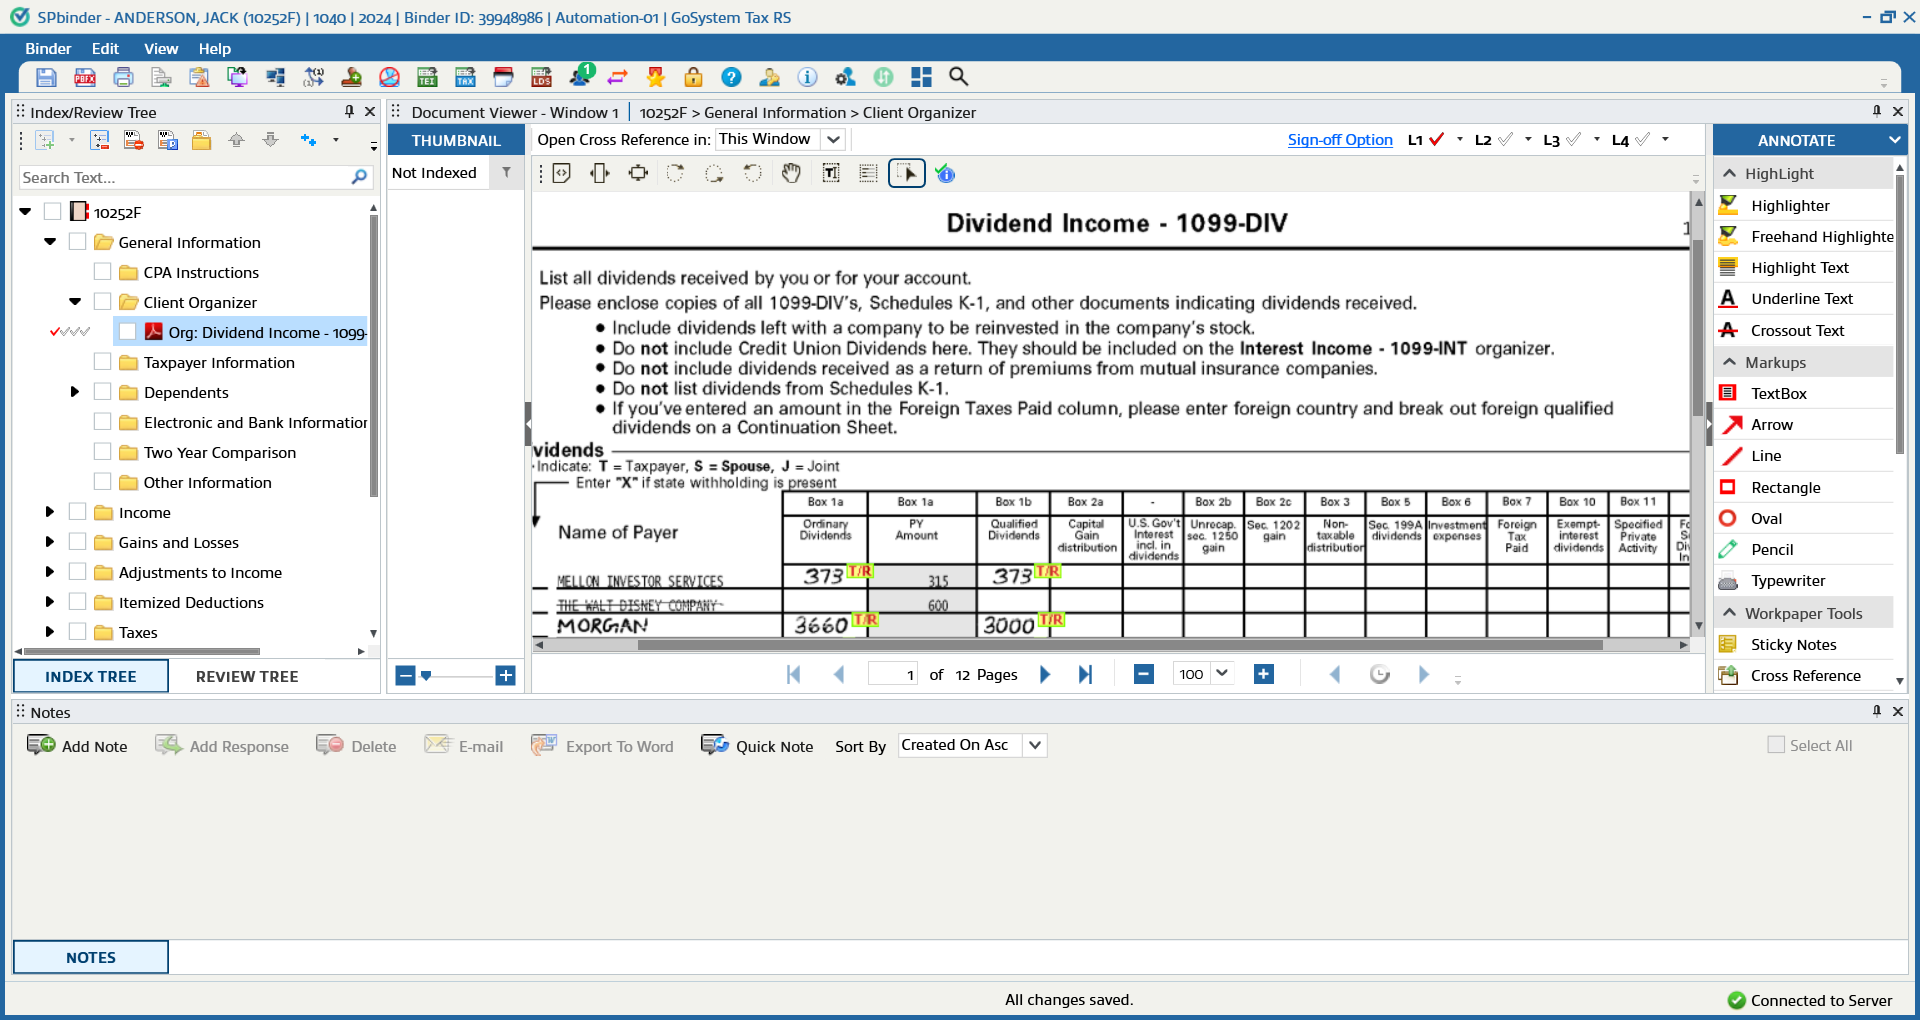 SPbinder - ANDERSON, JACK (10252F) | 1040 | 2024 | Binder ID: 39948986 | Automation-01 | GoSystem Tax RS
Binder Edit View Help
PBFX TEI TAX LDS 1
Index/Review Tree
Search Text...
10252F
General Information
CPA Instructions
Client Organizer
Org: Dividend Income - 1099-
Taxpayer Information
Dependents
Electronic and Bank Information
Two Year Comparison
Other Information
Income
Gains and Losses
Adjustments to Income
Itemized Deductions
Taxes
INDEX TREE REVIEW TREE
Document Viewer - Window 1 | 10252F > General Information > Client Organizer
THUMBNAIL
Not Indexed
Open Cross Reference in: This Window
Sign-off Option L1 L2 L3 L4
Dividend Income - 1099-DIV
List all dividends received by you or for your account.
Please enclose copies of all 1099-DIV's, Schedules K-1, and other documents indicating dividends received.
● Include dividends left with a company to be reinvested in the company's stock.
● Do not include Credit Union Dividends here. They should be included on the Interest Income - 1099-INT organizer.
● Do not include dividends received as a return of premiums from mutual insurance companies.
● Do not list dividends from Schedules K-1.
● If you've entered an amount in the Foreign Taxes Paid column, please enter foreign country and break out foreign qualified
dividends on a Continuation Sheet.
vidends
Indicate: T = Taxpayer, S = Spouse, J = Joint
Enter "X" if state withholding is present
Box 1a Box 1a Box 1b Box 2a - Box 2b Box 2c Box 3 Box 5 Box 6 Box 7 Box 10 Box 11
Name of Payer
Ordinary Dividends
PY Amount
Qualified Dividends
Capital Gain distribution
U.S. Gov't Interest incl. in dividends
Unrecap. sec. 1250 gain
Sec. 1202 gain
Non-taxable distribution
Sec. 199A dividends
Investment expenses
Foreign Tax Paid
Exempt-interest dividends
Specified Private Activity
MELLON INVESTOR SERVICES 373 T/R 315 373 T/R
THE WALT DISNEY COMPANY 600
MORGAN 3660 T/R 3000 T/R
1 of 12 Pages 100
ANNOTATE
HighLight
Highlighter
Freehand Highlighte
Highlight Text
Underline Text
Crossout Text
Markups
TextBox
Arrow
Line
Rectangle
Oval
Pencil
Typewriter
Workpaper Tools
Sticky Notes
Cross Reference
Notes
Add Note Add Response Delete E-mail Export To Word Quick Note Sort By Created On Asc Select All
NOTES
All changes saved. Connected to Server